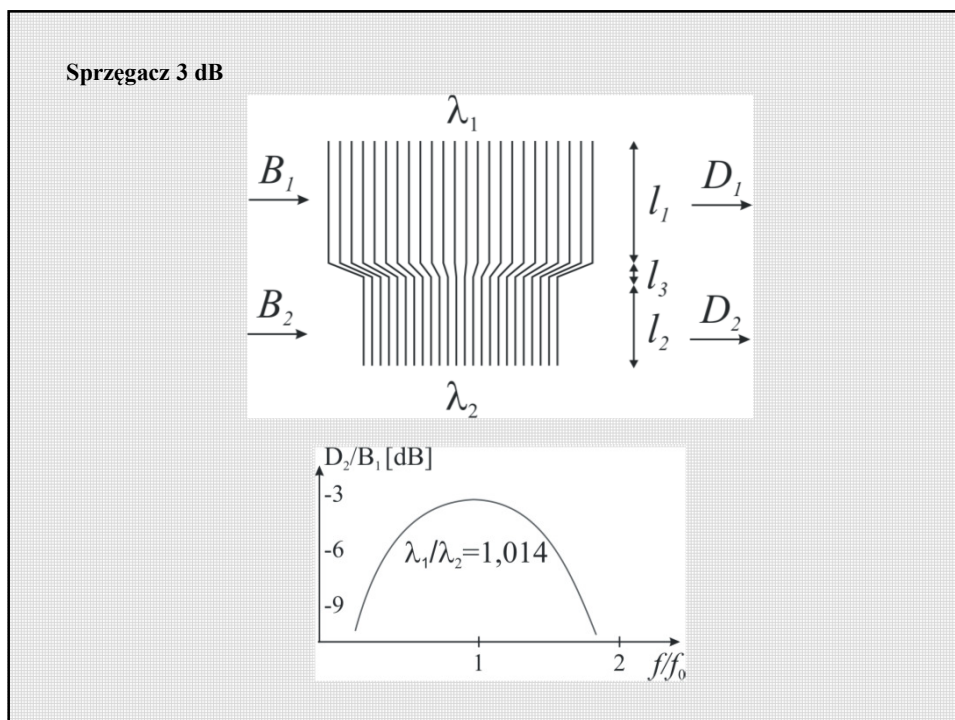 Sprzęgacz 3 dB
λ₁
B₁
l₁
D₁
l₃
B₂
l₂
D₂
λ₂
D₂/B₁ [dB]
-3
-6
λ₁/λ₂=1,014
-9
1
2
f/f₀